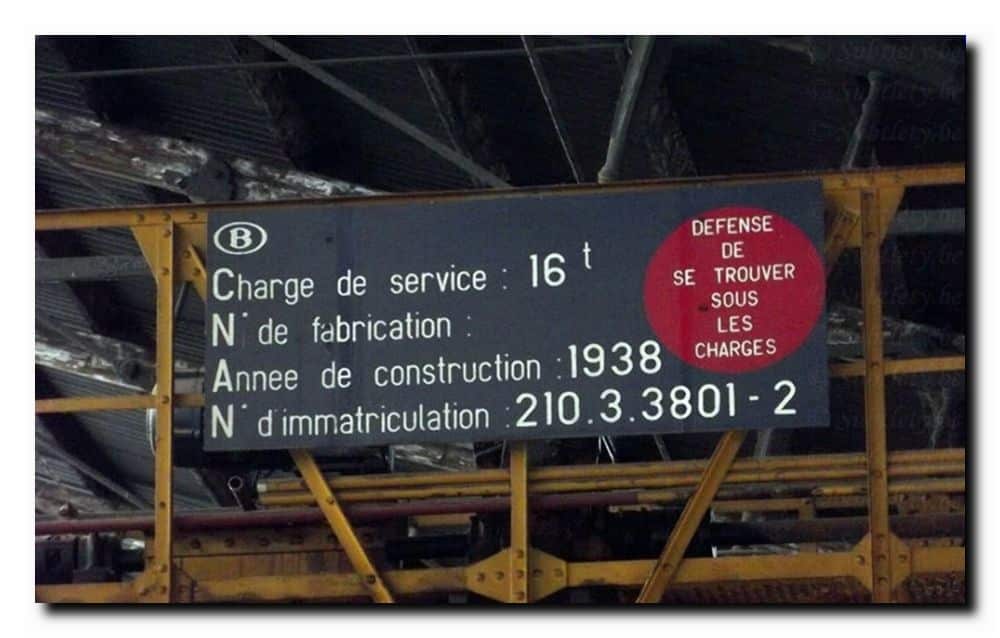 B
Charge de service : 16 t
N° de fabrication :
Annee de construction : 1938
N° d'immatriculation : 210.3.3801 - 2
DEFENSE
DE
SE TROUVER
SOUS
LES
CHARGES